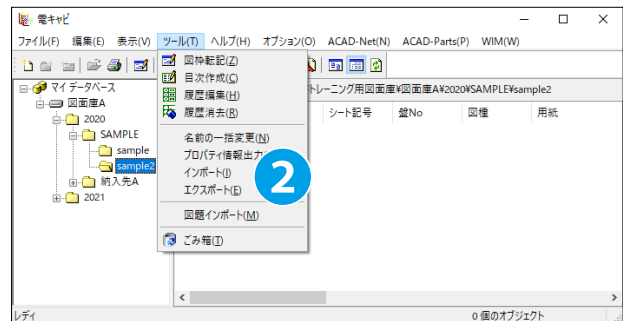 電キャビ
ファイル(F) 編集(E) 表示(V) ツール(T) ヘルプ(H) オプション(O) ACAD-Net(N) ACAD-Parts(P) WIM(W)
図枠転記(Z)
目次作成(C)
履歴編集(H)
履歴消去(R)
名前の一括変更(N)
プロパティ情報出力
インポート(I)
エクスポート(E)
図題インポート(M)
ごみ箱(T)
2
マイ データベース
図面庫A
2020
SAMPLE
sample
sample2
納入先A
2021
トレーニング用図面庫¥図面庫A¥2020¥SAMPLE¥sample2
シート記号 盤No 図種 用紙
レディ
0 個のオブジェクト